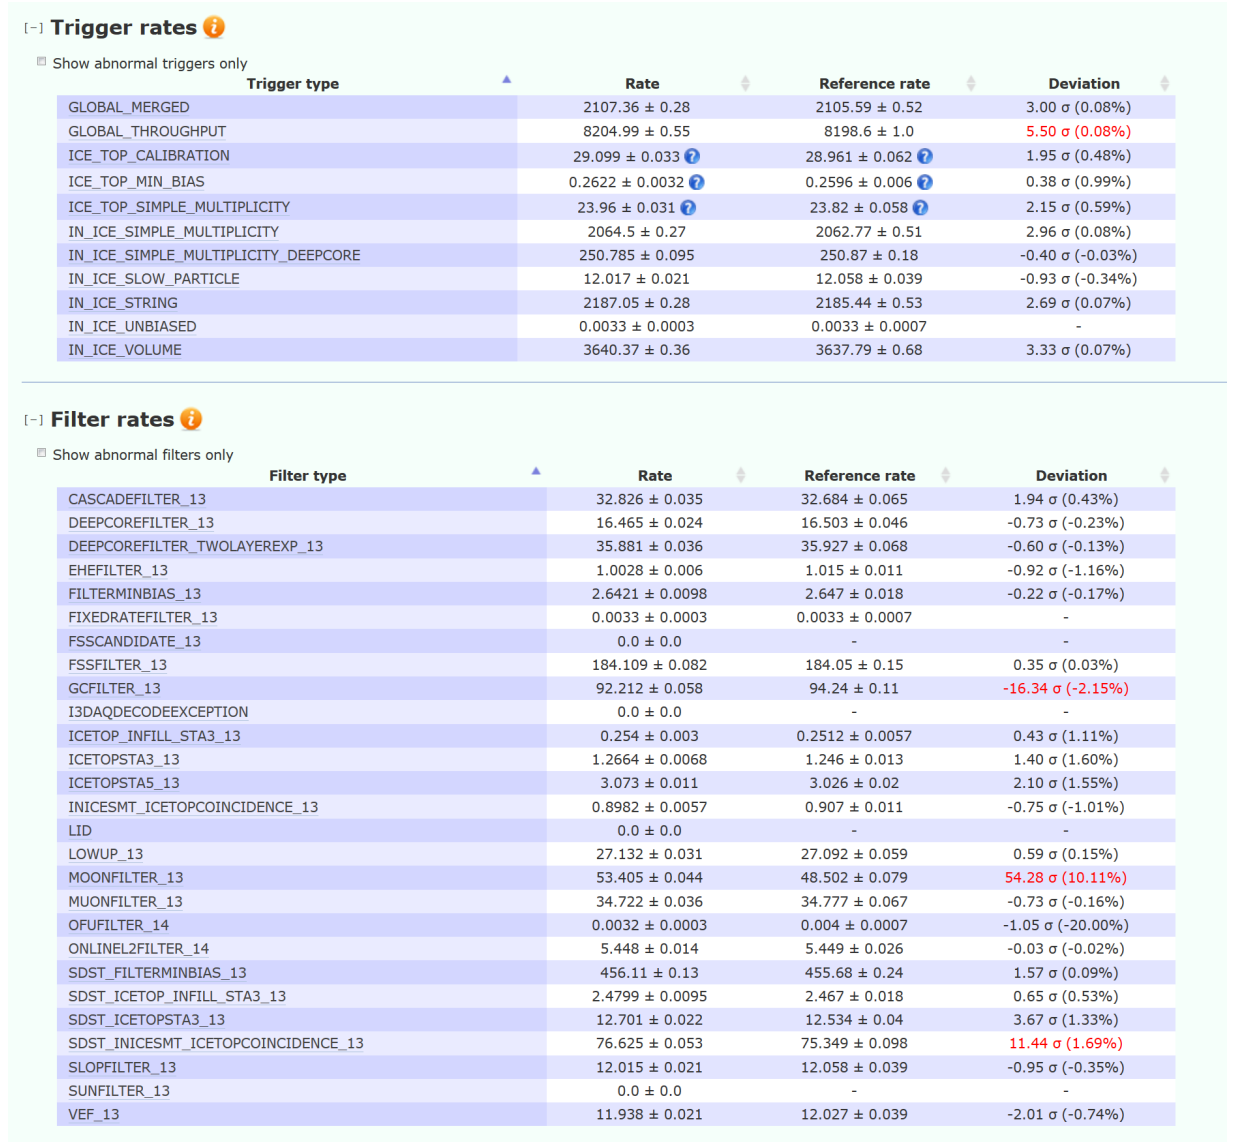 [-] Trigger rates i
Show abnormal triggers only
Trigger type Rate Reference rate Deviation
GLOBAL_MERGED 2107.36 ± 0.28 2105.59 ± 0.52 3.00 σ (0.08%)
GLOBAL_THROUGHPUT 8204.99 ± 0.55 8198.6 ± 1.0 5.50 σ (0.08%)
ICE_TOP_CALIBRATION 29.099 ± 0.033 ? 28.961 ± 0.062 ? 1.95 σ (0.48%)
ICE_TOP_MIN_BIAS 0.2622 ± 0.0032 ? 0.2596 ± 0.006 ? 0.38 σ (0.99%)
ICE_TOP_SIMPLE_MULTIPLICITY 23.96 ± 0.031 ? 23.82 ± 0.058 ? 2.15 σ (0.59%)
IN_ICE_SIMPLE_MULTIPLICITY 2064.5 ± 0.27 2062.77 ± 0.51 2.96 σ (0.08%)
IN_ICE_SIMPLE_MULTIPLICITY_DEEPCORE 250.785 ± 0.095 250.87 ± 0.18 -0.40 σ (-0.03%)
IN_ICE_SLOW_PARTICLE 12.017 ± 0.021 12.058 ± 0.039 -0.93 σ (-0.34%)
IN_ICE_STRING 2187.05 ± 0.28 2185.44 ± 0.53 2.69 σ (0.07%)
IN_ICE_UNBIASED 0.0033 ± 0.0003 0.0033 ± 0.0007 -
IN_ICE_VOLUME 3640.37 ± 0.36 3637.79 ± 0.68 3.33 σ (0.07%)
[-] Filter rates i
Show abnormal filters only
Filter type Rate Reference rate Deviation
CASCADEFILTER_13 32.826 ± 0.035 32.684 ± 0.065 1.94 σ (0.43%)
DEEPCOREFILTER_13 16.465 ± 0.024 16.503 ± 0.046 -0.73 σ (-0.23%)
DEEPCOREFILTER_TWOLAYEREXP_13 35.881 ± 0.036 35.927 ± 0.068 -0.60 σ (-0.13%)
EHEFILTER_13 1.0028 ± 0.006 1.015 ± 0.011 -0.92 σ (-1.16%)
FILTERMINBIAS_13 2.6421 ± 0.0098 2.647 ± 0.018 -0.22 σ (-0.17%)
FIXEDRATEFILTER_13 0.0033 ± 0.0003 0.0033 ± 0.0007 -
FSSCANDIDATE_13 0.0 ± 0.0 - -
FSSFILTER_13 184.109 ± 0.082 184.05 ± 0.15 0.35 σ (0.03%)
GCFILTER_13 92.212 ± 0.058 94.24 ± 0.11 -16.34 σ (-2.15%)
I3DAQDECODEEXCEPTION 0.0 ± 0.0 - -
ICETOP_INFILL_STA3_13 0.254 ± 0.003 0.2512 ± 0.0057 0.43 σ (1.11%)
ICETOPSTA3_13 1.2664 ± 0.0068 1.246 ± 0.013 1.40 σ (1.60%)
ICETOPSTA5_13 3.073 ± 0.011 3.026 ± 0.02 2.10 σ (1.55%)
INICESMT_ICETOPCOINCIDENCE_13 0.8982 ± 0.0057 0.907 ± 0.011 -0.75 σ (-1.01%)
LID 0.0 ± 0.0 - -
LOWUP_13 27.132 ± 0.031 27.092 ± 0.059 0.59 σ (0.15%)
MOONFILTER_13 53.405 ± 0.044 48.502 ± 0.079 54.28 σ (10.11%)
MUONFILTER_13 34.722 ± 0.036 34.777 ± 0.067 -0.73 σ (-0.16%)
OFUFILTER_14 0.0032 ± 0.0003 0.004 ± 0.0007 -1.05 σ (-20.00%)
ONLINEL2FILTER_14 5.448 ± 0.014 5.449 ± 0.026 -0.03 σ (-0.02%)
SDST_FILTERMINBIAS_13 456.11 ± 0.13 455.68 ± 0.24 1.57 σ (0.09%)
SDST_ICETOP_INFILL_STA3_13 2.4799 ± 0.0095 2.467 ± 0.018 0.65 σ (0.53%)
SDST_ICETOPSTA3_13 12.701 ± 0.022 12.534 ± 0.04 3.67 σ (1.33%)
SDST_INICESMT_ICETOPCOINCIDENCE_13 76.625 ± 0.053 75.349 ± 0.098 11.44 σ (1.69%)
SLOPFILTER_13 12.015 ± 0.021 12.058 ± 0.039 -0.95 σ (-0.35%)
SUNFILTER_13 0.0 ± 0.0 - -
VEF_13 11.938 ± 0.021 12.027 ± 0.039 -2.01 σ (-0.74%)